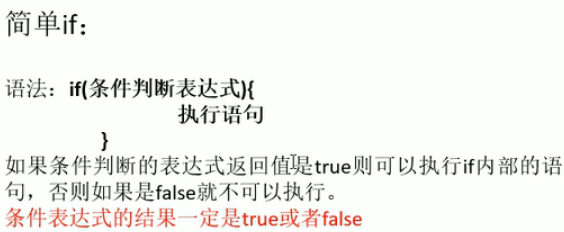 简单if：
语法：if(条件判断表达式){
执行语句
}
如果条件判断的表达式返回值是true则可以执行if内部的语
句，否则如果是false就不可以执行。
条件表达式的结果一定是true或者false